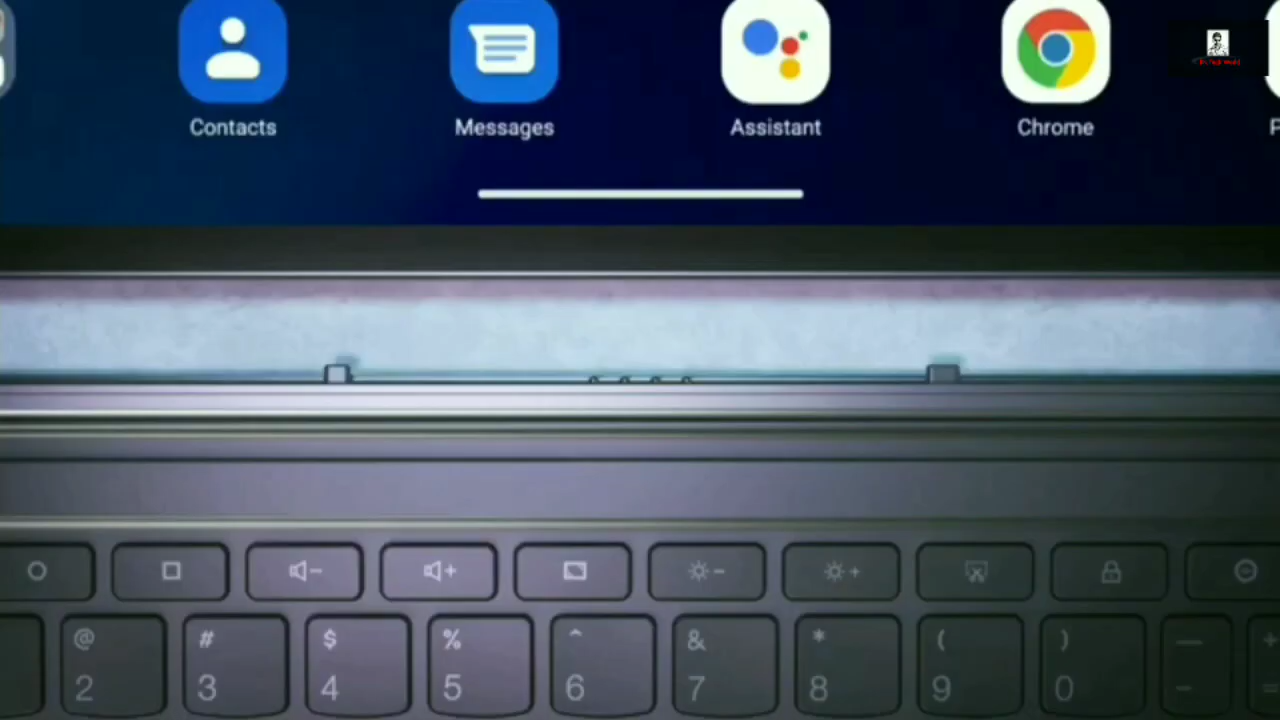 Contacts
Messages
Assistant
Chrome
P
@ # $ % ^ & * ( ) — +
2 3 4 5 6 7 8 9 0 - =